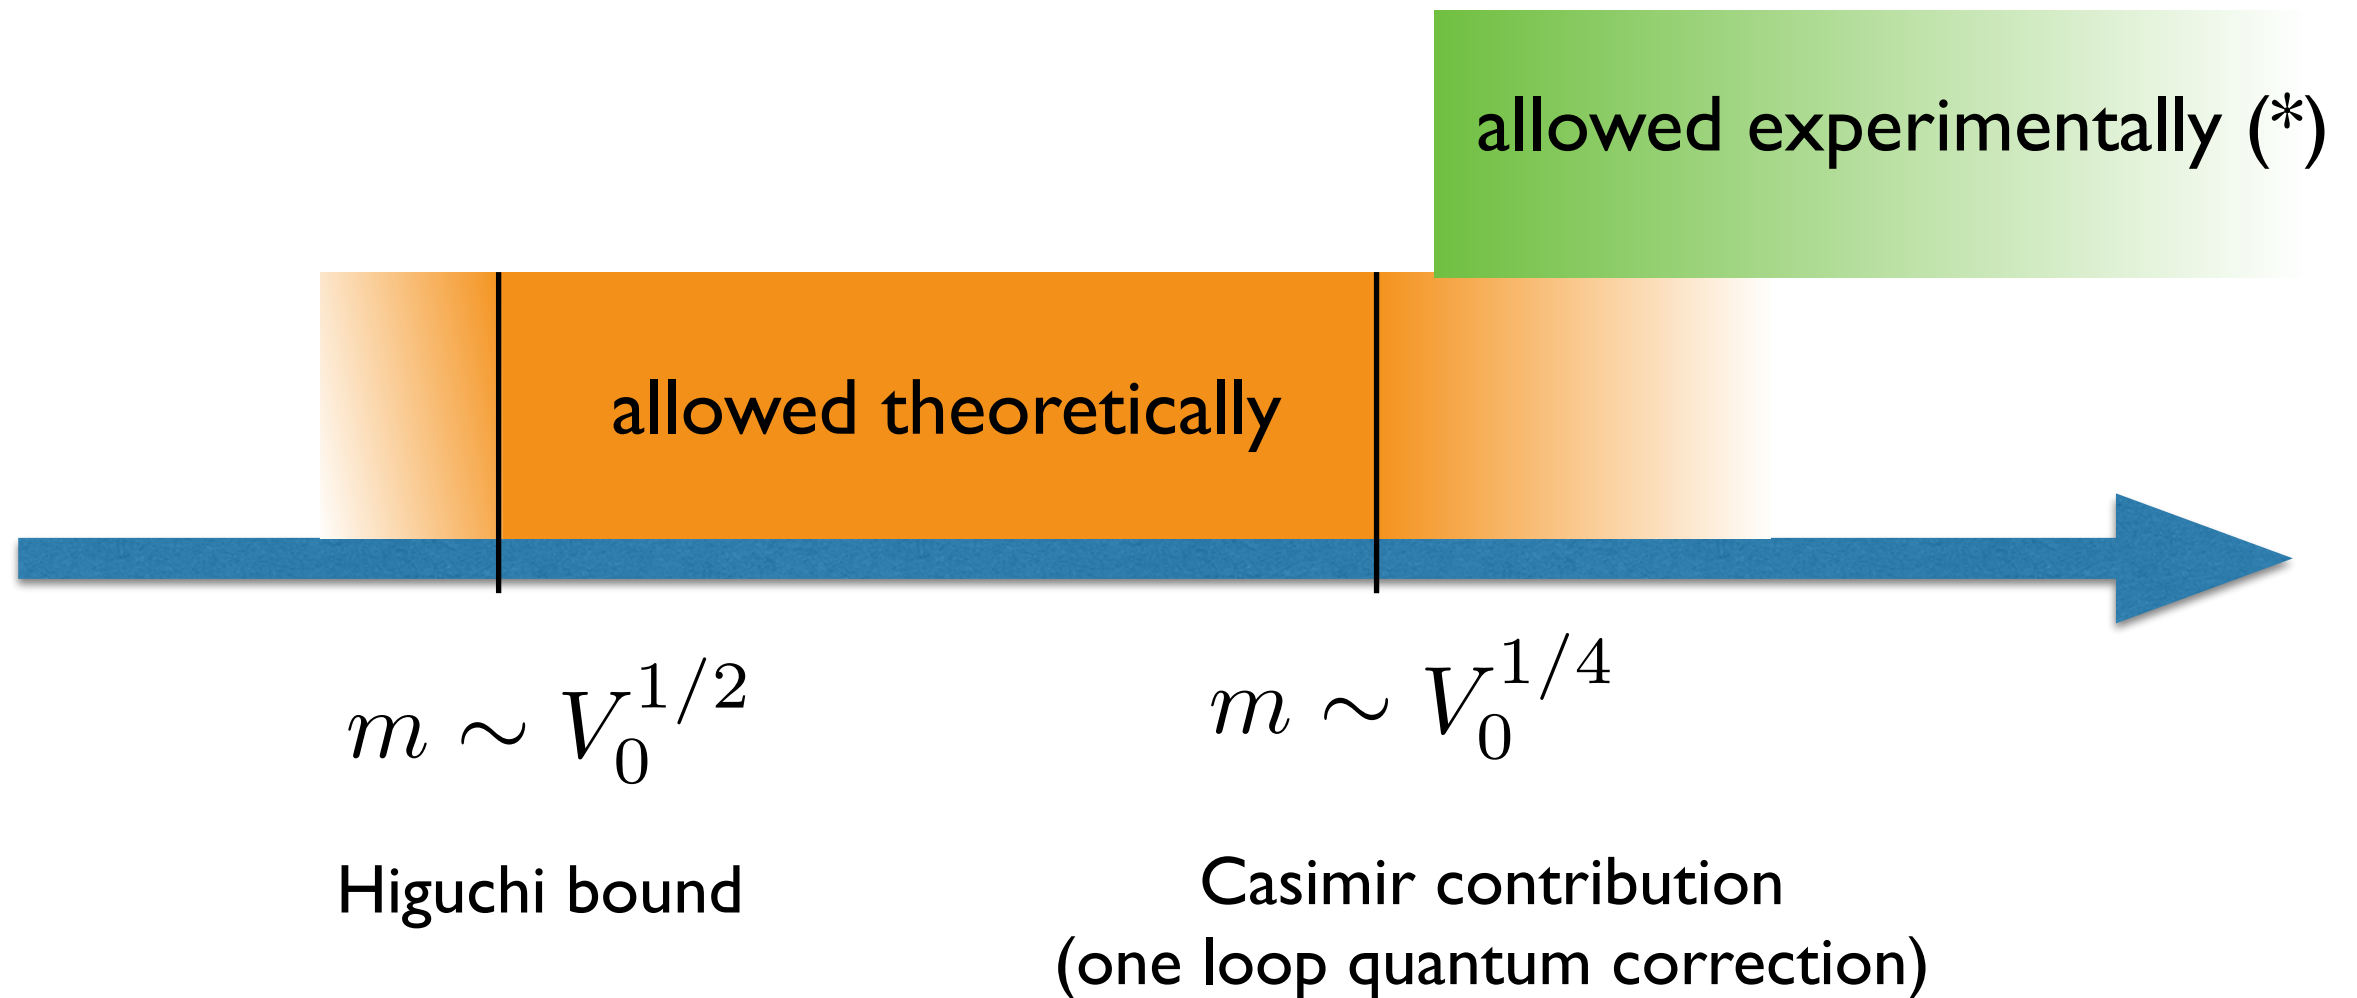 allowed experimentally (*)
allowed theoretically
m ∼ V_0^{1/2}
m ∼ V_0^{1/4}
Higuchi bound
Casimir contribution
(one loop quantum correction)